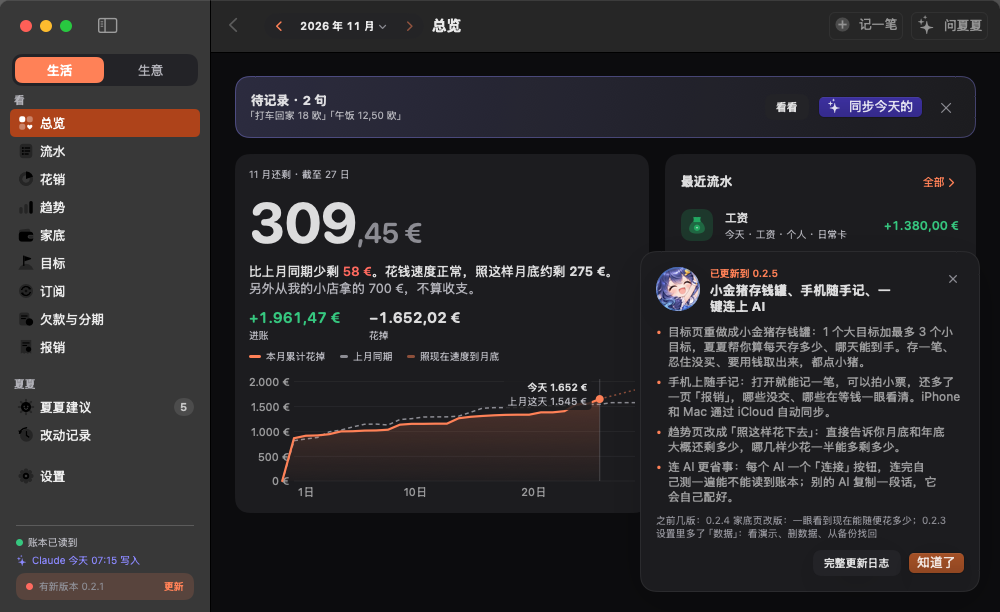 2026 年 11 月
总览
记一笔
问夏夏
生活
生意
看
总览
流水
花销
趋势
家底
目标
订阅
欠款与分期
报销
夏夏
夏夏建议
5
改动记录
设置
账本已读到
Claude 今天 07:15 写入
有新版本 0.2.1
更新
待记录 · 2 句
「打车回家 18 欧」「午饭 12,50 欧」
看看
同步今天的
11 月还剩 · 截至 27 日
309,45 €
比上月同期少剩 58 €。花钱速度正常，照这样月底约剩 275 €。
另外从我的小店拿的 700 €，不算收支。
+1.961,47 €
−1.652,02 €
进账
花掉
本月累计花掉
上月同期
照现在速度到月底
2.000 €
1.500 €
1.000 €
500 €
0 €
今天 1.652 €
上月这天 1.545 €
1日
10日
20日
最近流水
全部
工资
今天 · 工资 · 个人 · 日常卡
+1.380,00 €
已更新到 0.2.5
小金猪存钱罐、手机随手记、一
键连上 AI
• 目标页重做成小金猪存钱罐：1 个大目标加最多 3 个小
目标，夏夏帮你算每天存多少、哪天能到手。存一笔、
忍住没买、要用钱取出来，都点小猪。
• 手机上随手记：打开就能记一笔，可以拍小票，还多了
一页「报销」，哪些没交、哪些在等钱一眼看清。iPhone
和 Mac 通过 iCloud 自动同步。
• 趋势页改成「照这样花下去」：直接告诉你月底和年底
大概还剩多少，哪几样少花一半能多剩多少。
• 连 AI 更省事：每个 AI 一个「连接」按钮，连完自
己测一遍能不能读到账本；别的 AI 复制一段话，它
会自己配好。
之前几版：0.2.4 家底页改版：一眼看到现在能随便花多少；0.2.3
设置里多了「数据」：看演示、删数据、从备份找回
完整更新日志
知道了